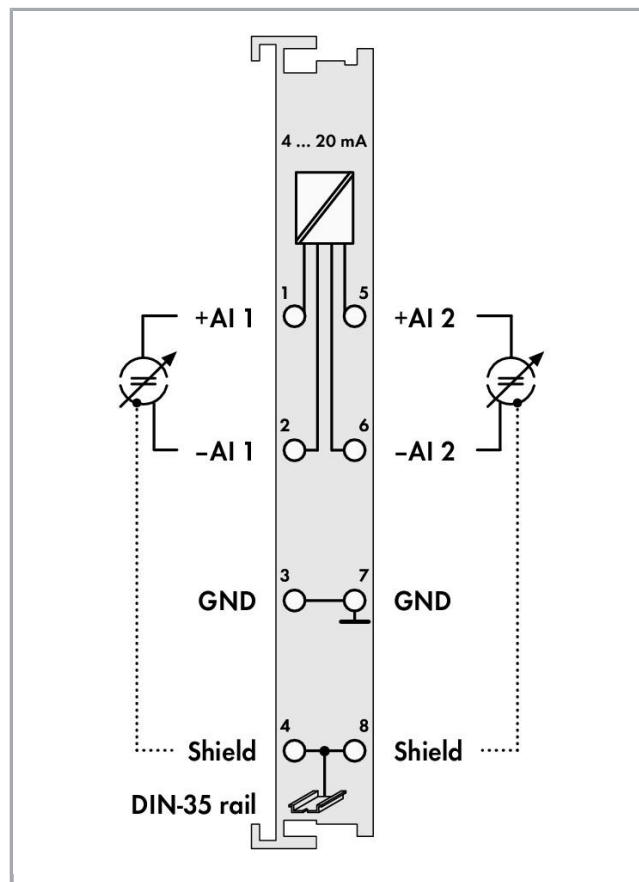 4 ... 20 mA
1 5
+AI 1 +AI 2
2 6
–AI 1 –AI 2
3 7
GND GND
4 8
Shield Shield
DIN-35 rail